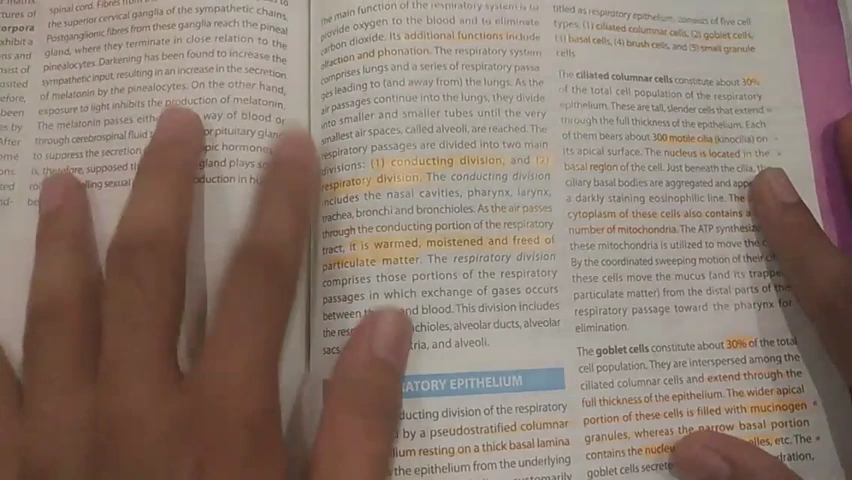 spinal cord. Fibres from these
the superior cervical ganglia of the sympathetic chains.
Postganglionic fibres from these ganglia reach the pineal
gland, where they terminate in close relation to the
pinealocytes. Darkening has been found to increase the
sympathetic input, resulting in an increase in the secretion
of melatonin by the pinealocytes. On the other hand,
exposure to light inhibits the production of melatonin.
The melatonin passes way of blood or
through cerebrospinal fluid or pituitary gland
to suppress the secretion hormone
is, therefore, supposed gland plays
sexual
the main function of the respiratory system is to
provide oxygen to the blood and to eliminate
carbon dioxide. Its additional functions include
olfaction and phonation. The respiratory system
comprises lungs and a series of respiratory passa
ges leading to (and away from) the lungs. As the
air passages continue into the lungs, they divide
into smaller and smaller tubes until the very
smallest air spaces, called alveoli, are reached. The
respiratory passages are divided into two main
divisions: (1) conducting division, and (2)
respiratory division. The conducting division
includes the nasal cavities, pharynx, larynx,
trachea, bronchi and bronchioles. As the air passes
through the conducting portion of the respiratory
tract, it is warmed, moistened and freed of
particulate matter. The respiratory division
comprises those portions of the respiratory
passages in which exchange of gases occurs
between and blood. This division includes
the alveolar ducts, alveolar
sacs, and alveoli.
ATORY EPITHELIUM
ducting division of the respiratory
by a pseudostratified columnar
lium resting on a thick basal lamina
the epithelium from the underlying
titled as respiratory epithelium, consists of five cell
types: (1) ciliated columnar cells, (2) goblet cells,
(3) basal cells, (4) brush cells, and (5) small granule
cells
The ciliated columnar cells constitute about 30%
of the total cell population of the respiratory
epithelium. These are tall, slender cells that extend
through the full thickness of the epithelium. Each
of them bears about 300 motile cilia (kinocilia) on
its apical surface. The nucleus is located in the
basal region of the cell. Just beneath the cilia,
ciliary basal bodies are aggregated and
a darkly staining eosinophilic line. The
cytoplasm of these cells also contains a
number of mitochondria. The ATP
these mitochondria is utilized to move the
By the coordinated sweeping motion of their
these cells move the mucus (and its
particulate matter) from the distal parts of the
respiratory passage toward the pharynx for
elimination.
The goblet cells constitute about 30% of the total
cell population. They are interspersed among the
ciliated columnar cells and extend through the
full thickness of the epithelium. The wider apical
portion of these cells is filled with mucinogen
granules, whereas the narrow basal portion
contains the etc. The
goblet cells